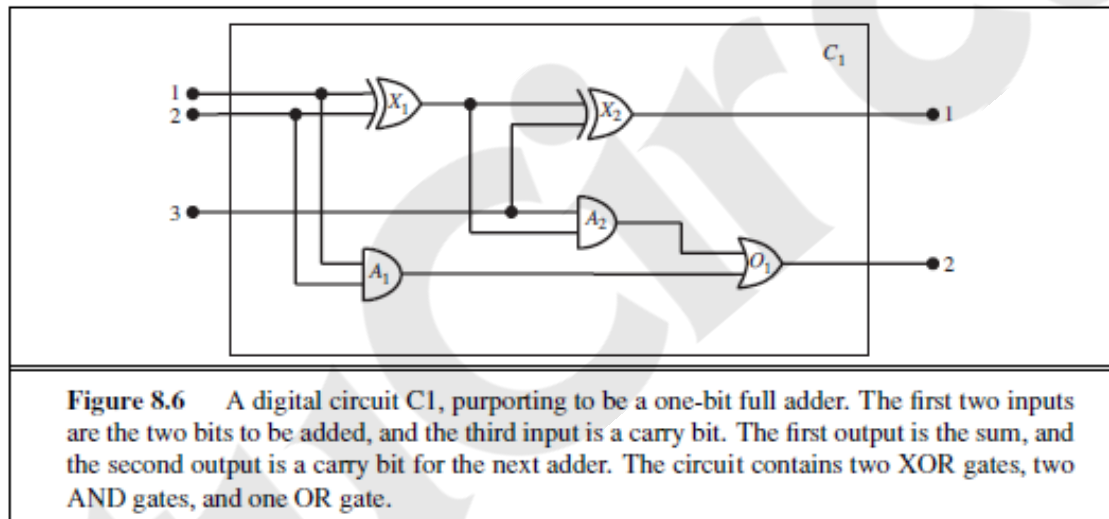 C1
1
2
X1
X2
1
3
A2
A1
O1
2
Figure 8.6 A digital circuit C1, purporting to be a one-bit full adder. The first two inputs
are the two bits to be added, and the third input is a carry bit. The first output is the sum, and
the second output is a carry bit for the next adder. The circuit contains two XOR gates, two
AND gates, and one OR gate.